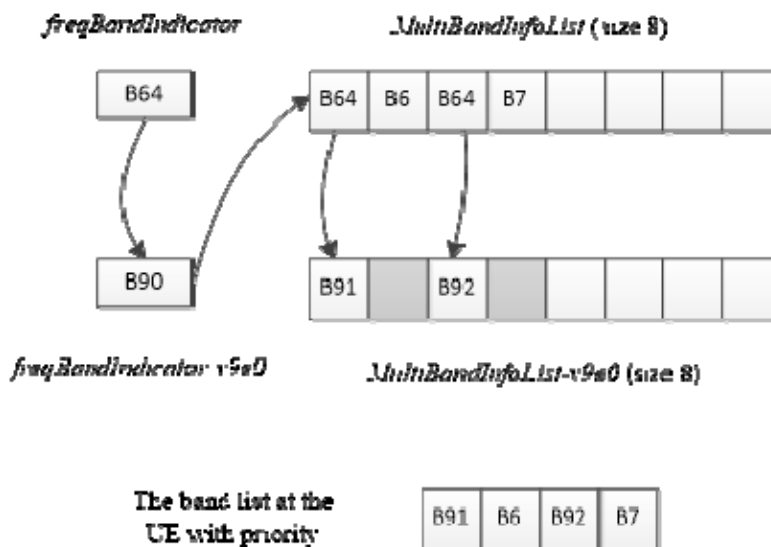 freqBandIndicator
MultiBandInfoList (size 8)
B64
B64 B6 B64 B7
B90
B91 B92
freqBandIndicator-v9e0
MultiBandInfoList-v9e0 (size 8)
The band list at the
UE with priority
B91 B6 B92 B7